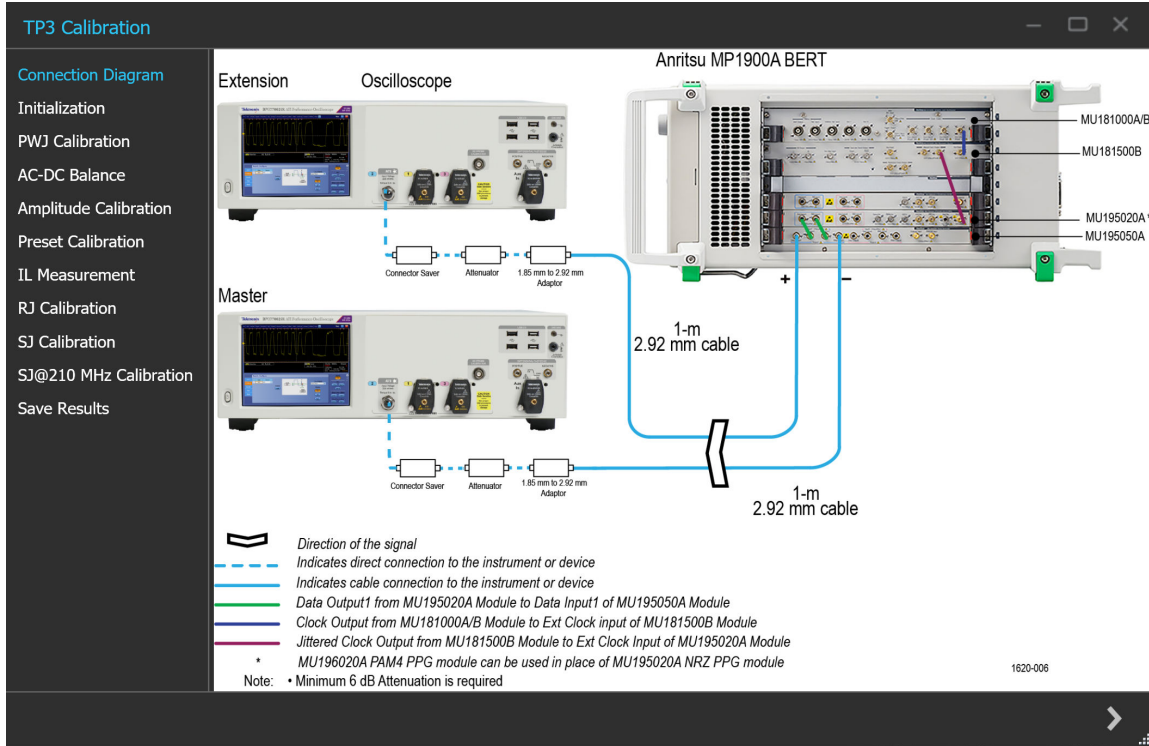 TP3 Calibration
Connection Diagram
Initialization
PWJ Calibration
AC-DC Balance
Amplitude Calibration
Preset Calibration
IL Measurement
RJ Calibration
SJ Calibration
SJ@210 MHz Calibration
Save Results
Extension
Oscilloscope
Anritsu MP1900A BERT
MU181000A/B
MU181500B
MU195020A *
MU195050A
Connector Saver
Attenuator
1.85 mm to 2.92 mm
Adaptor
+
−
Master
1-m
2.92 mm cable
Connector Saver
Attenuator
1.85 mm to 2.92 mm
Adaptor
1-m
2.92 mm cable
Direction of the signal
Indicates direct connection to the instrument or device
Indicates cable connection to the instrument or device
Data Output1 from MU195020A Module to Data Input1 of MU195050A Module
Clock Output from MU181000A/B Module to Ext Clock input of MU181500B Module
Jittered Clock Output from MU181500B Module to Ext Clock Input of MU195020A Module
* MU196020A PAM4 PPG module can be used in place of MU195020A NRZ PPG module
Note: • Minimum 6 dB Attenuation is required
1620-006